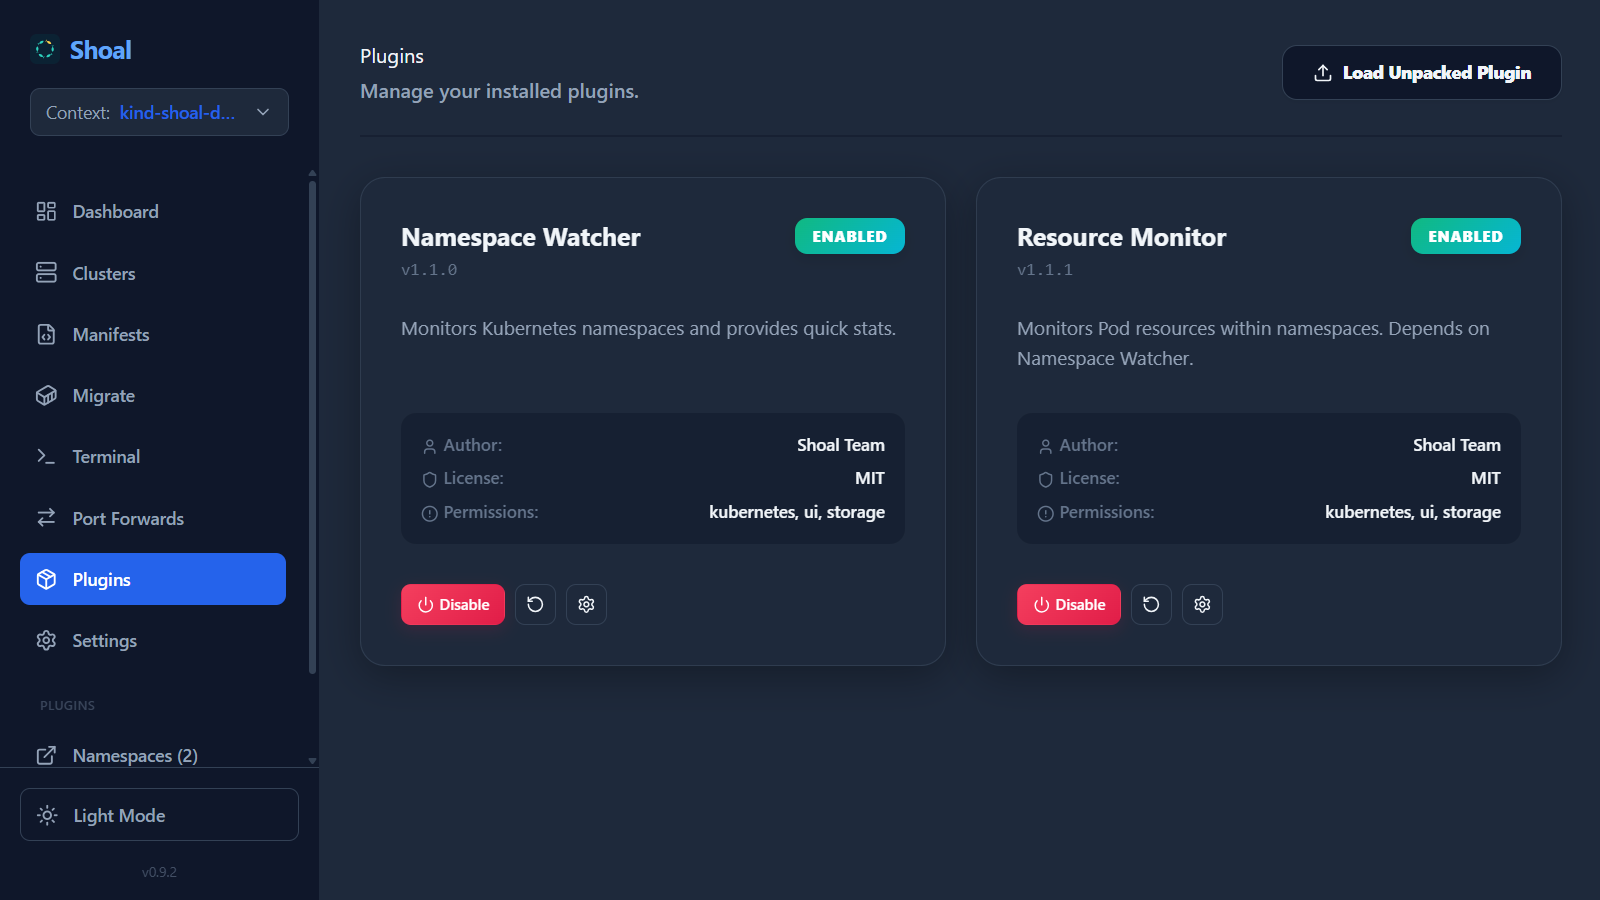 Shoal
Context: kind-shoal-d...
Dashboard
Clusters
Manifests
Migrate
Terminal
Port Forwards
Plugins
Settings
PLUGINS
Namespaces (2)
Light Mode
v0.9.2
Plugins
Manage your installed plugins.
Load Unpacked Plugin
Namespace Watcher
ENABLED
v1.1.0
Monitors Kubernetes namespaces and provides quick stats.
Author: Shoal Team
License: MIT
Permissions: kubernetes, ui, storage
Disable
Resource Monitor
ENABLED
v1.1.1
Monitors Pod resources within namespaces. Depends on
Namespace Watcher.
Author: Shoal Team
License: MIT
Permissions: kubernetes, ui, storage
Disable